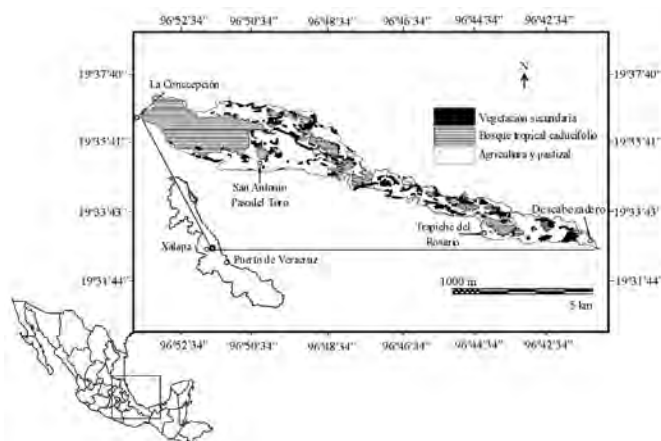 96°52'34" 96°50'34" 96°48'34" 96°46'34" 96°44'34" 96°42'34"
19°37'40" 19°37'40"
La Concepción
N
Vegetación secundaria
Bosque tropical caducifolio
Agricultura y pastizal
19°35'41" 19°35'41"
San Antonio
Paso del Toro
19°33'43" 19°33'43"
Descabezadero
Trapiche del
Rosario
Xalapa
Puerto de Veracruz
19°31'44" 19°31'44"
1000 m
5 km
96°52'34" 96°50'34" 96°48'34" 96°46'34" 96°44'34" 96°42'34"